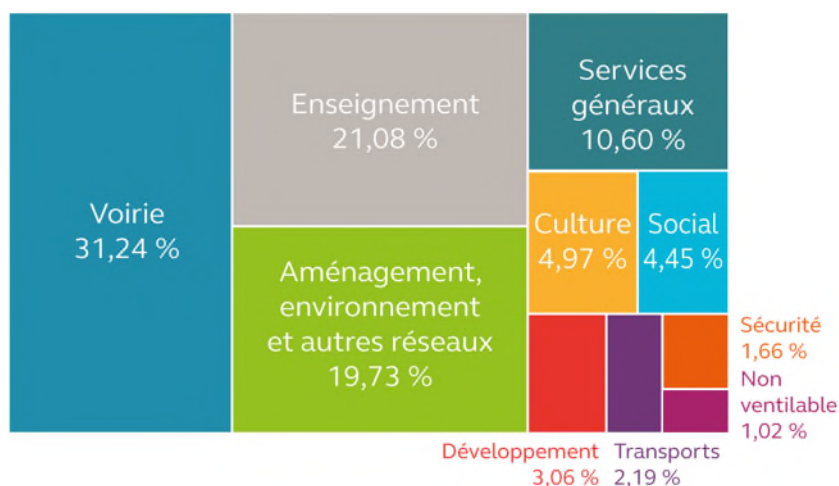 Voirie
31,24 %
Enseignement
21,08 %
Aménagement,
environnement
et autres réseaux
19,73 %
Services
généraux
10,60 %
Culture
4,97 %
Social
4,45 %
Sécurité
1,66 %
Non
ventilable
1,02 %
Développement
3,06 %
Transports
2,19 %